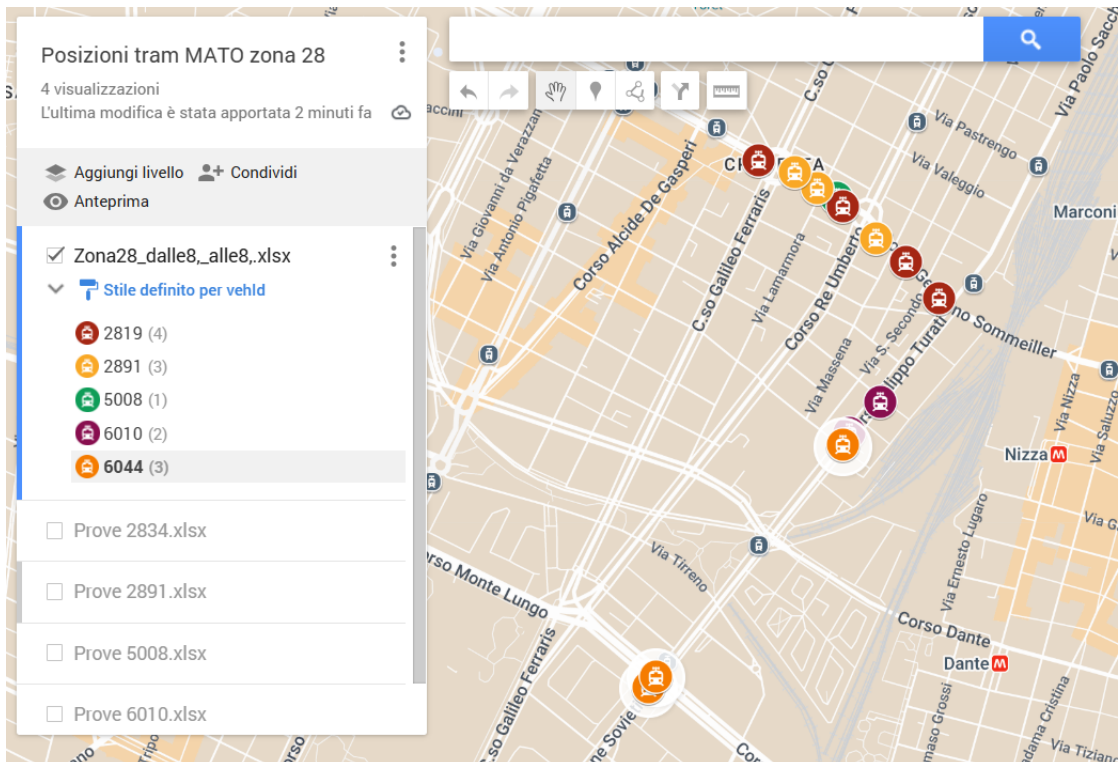 Posizioni tram MATO zona 28
4 visualizzazioni
L'ultima modifica è stata apportata 2 minuti fa
Aggiungi livello
Condividi
Anteprima
Zona28_dalle8,_alle8,.xlsx
Stile definito per vehId
2819 (4)
2891 (3)
5008 (1)
6010 (2)
6044 (3)
Prove 2834.xlsx
Prove 2891.xlsx
Prove 5008.xlsx
Prove 6010.xlsx
Via Paolo Sacchi
Via Pastrengo
Via Valeggio
Marconi
Via Giovanni da Verazzano
Via Antonio Pigafetta
Corso Alcide De Gasperi
C.so Galileo Ferraris
Via Lamarmora
Corso Re Umberto
Via Massena
Via S. Secondo
Sommeiller
Via Nizza
Via Saluzzo
Nizza M
Via Ernesto Lugaro
Via Tirreno
Corso Monte Lungo
Corso Dante
Dante M
C.so Galileo Ferraris
Via Tiziano